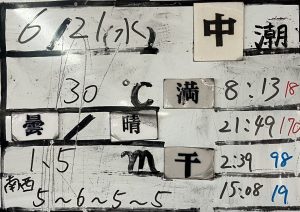 6/21(水) 中潮
30 ℃ 満 8:13 18
曇/晴 21:49 170
1.5 m 干 2:39 98
南西 5~6~5~5 15:08 19